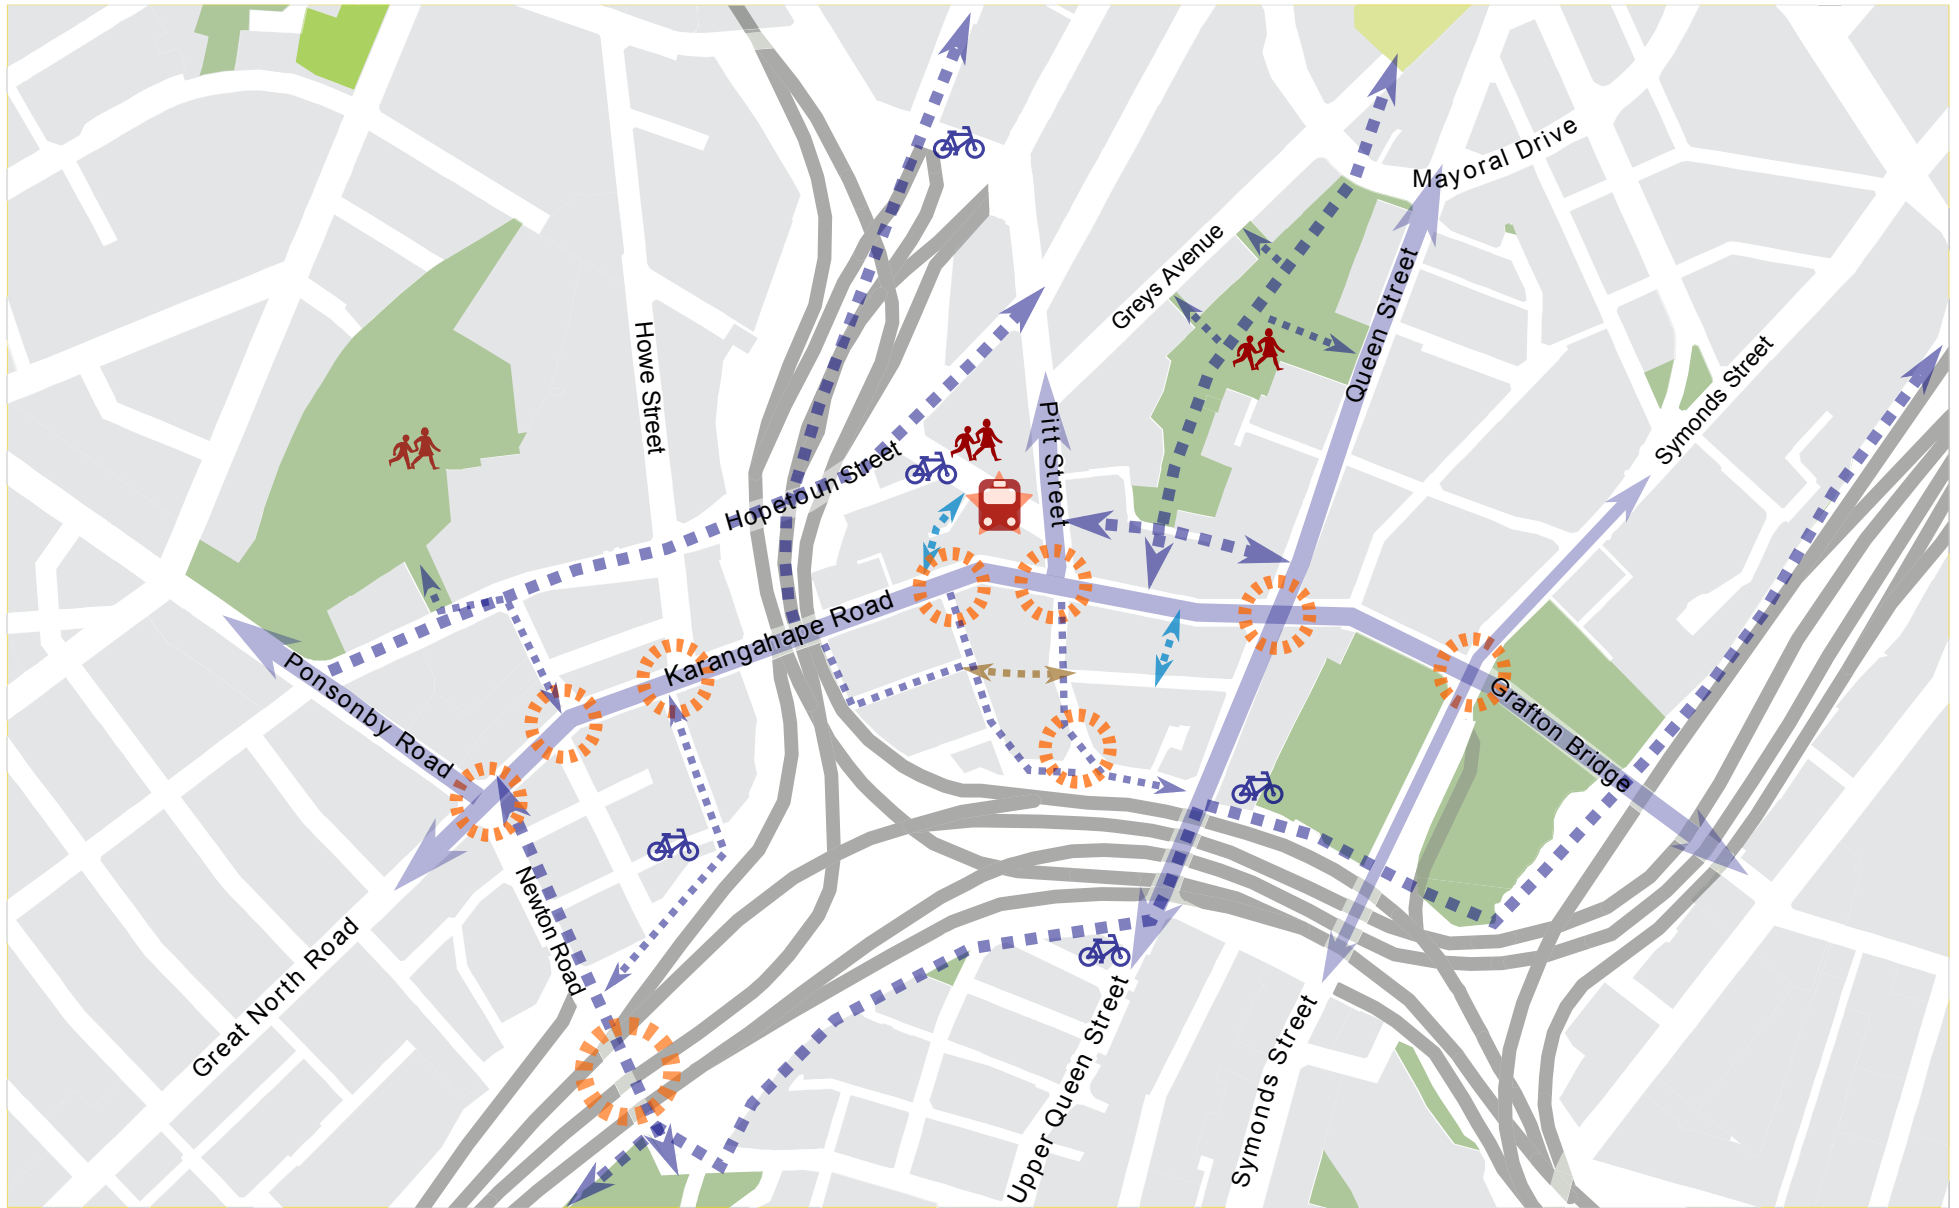 Mayoral Drive
Greys Avenue
Queen Street
Howe Street
Symonds Street
Pitt Street
Hopetoun Street
Karangahape Road
Ponsonby Road
Grafton Bridge
Newton Road
Great North Road
Upper Queen Street
Symonds Street